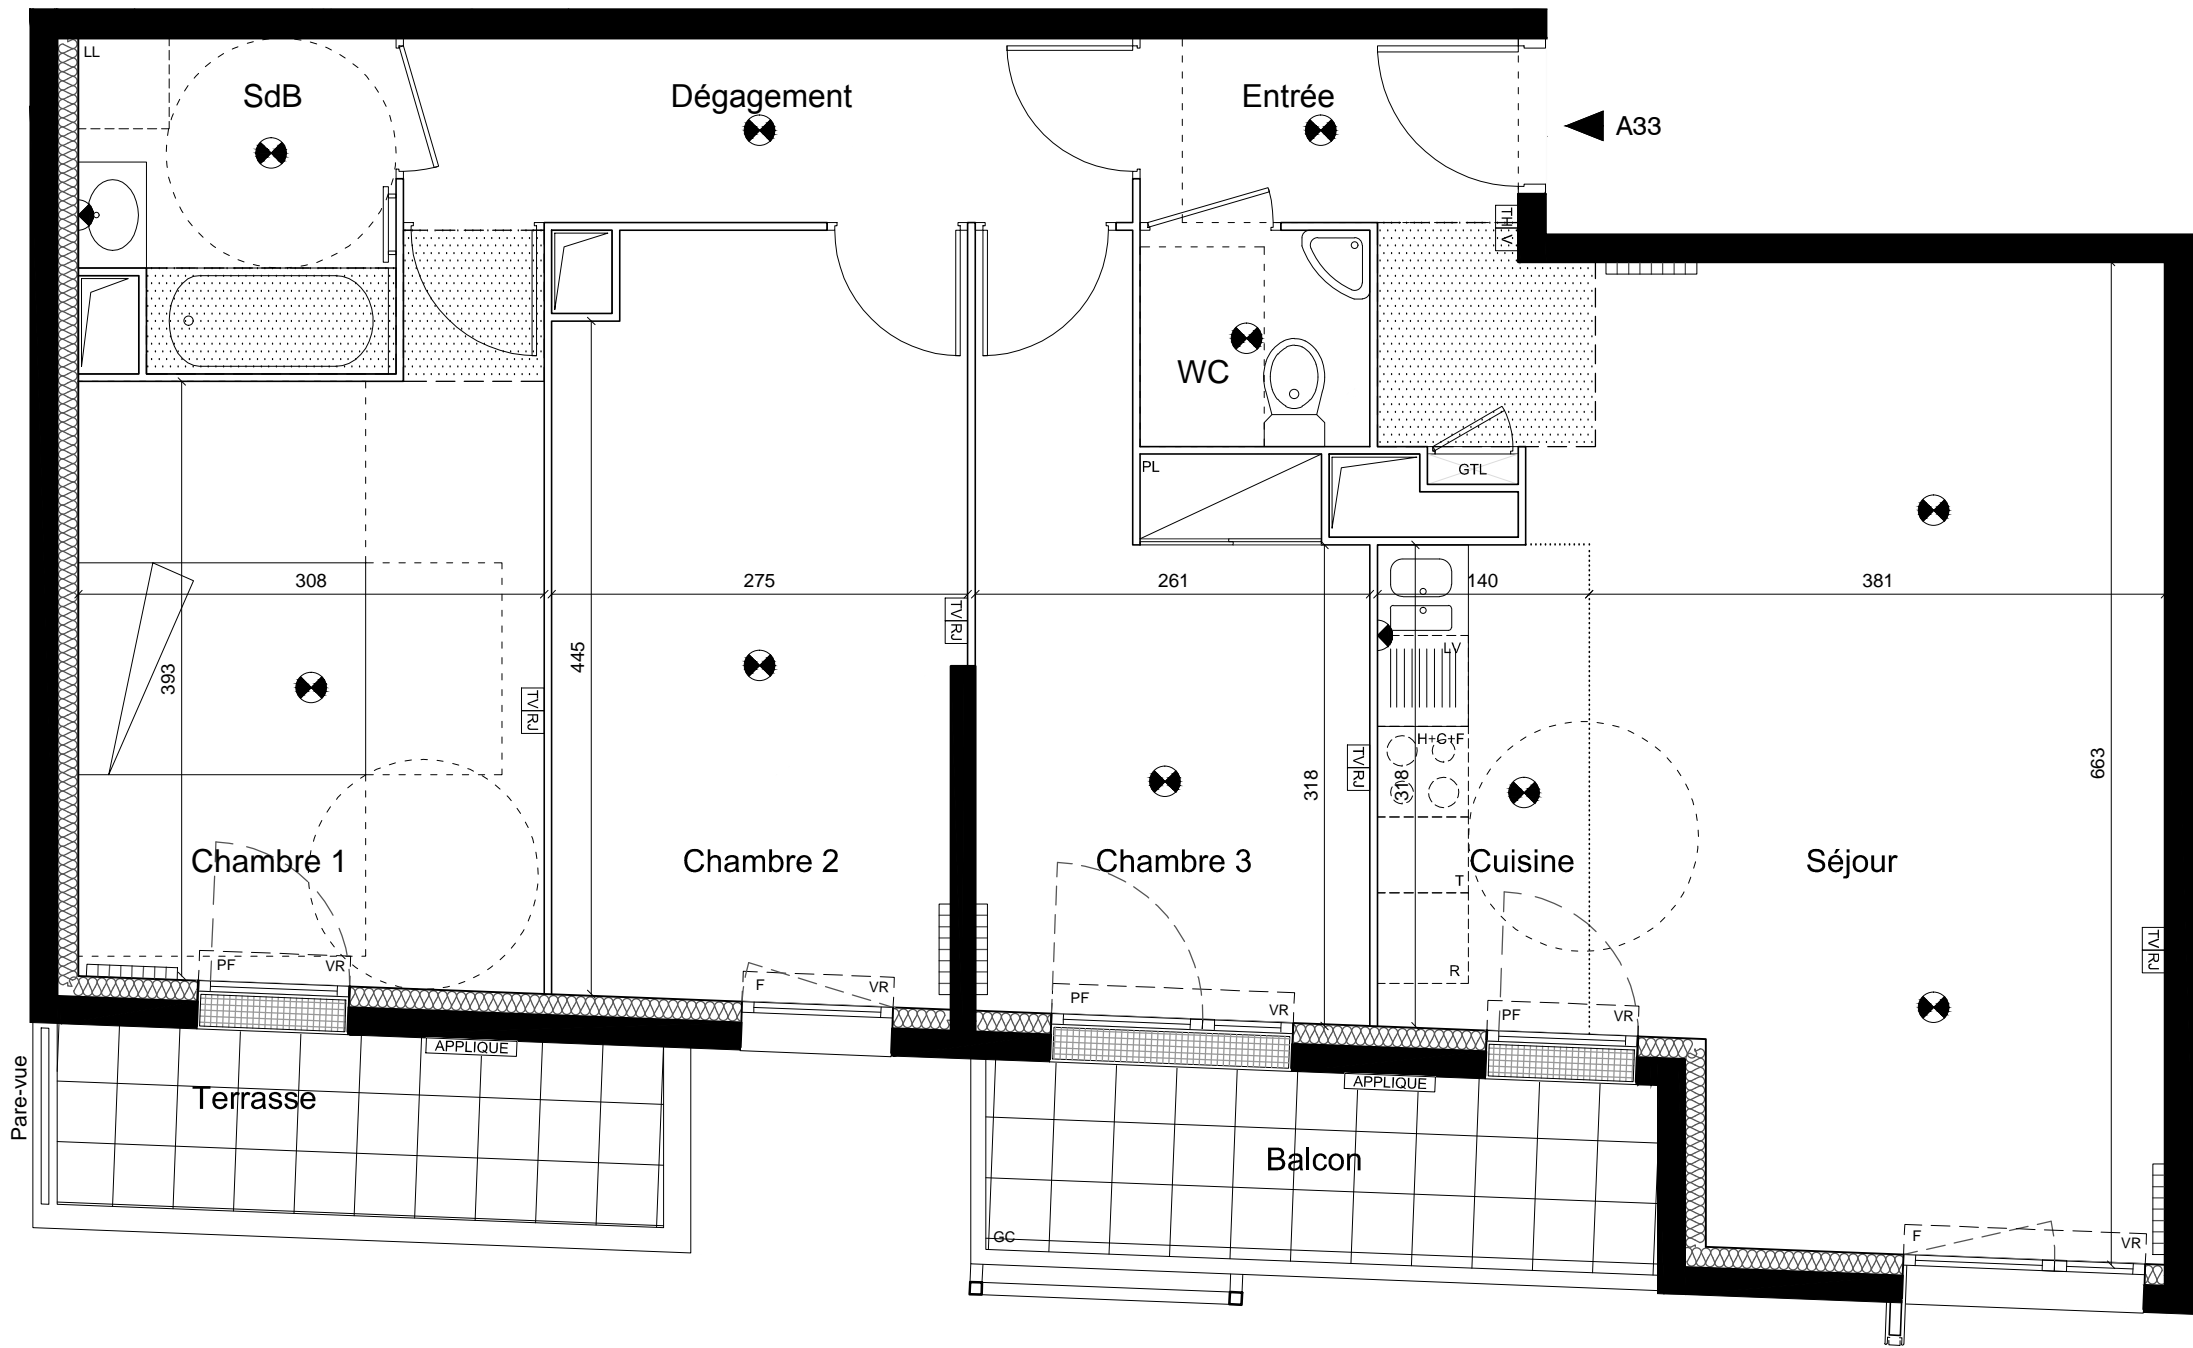 LL
SdB
Dégagement
Entrée
A33
TH
V
WC
PL
GTL
308
275
261
140
381
TV RJ
445
393
LV
TV RJ
H+C+F
TV RJ
318
318
663
Chambre 1
Chambre 2
Chambre 3
Cuisine
Séjour
T
TV RJ
PF
VR
F
VR
PF
VR
R
PF
VR
APPLIQUE
APPLIQUE
Pare-vue
Terrasse
Balcon
GC
F
VR